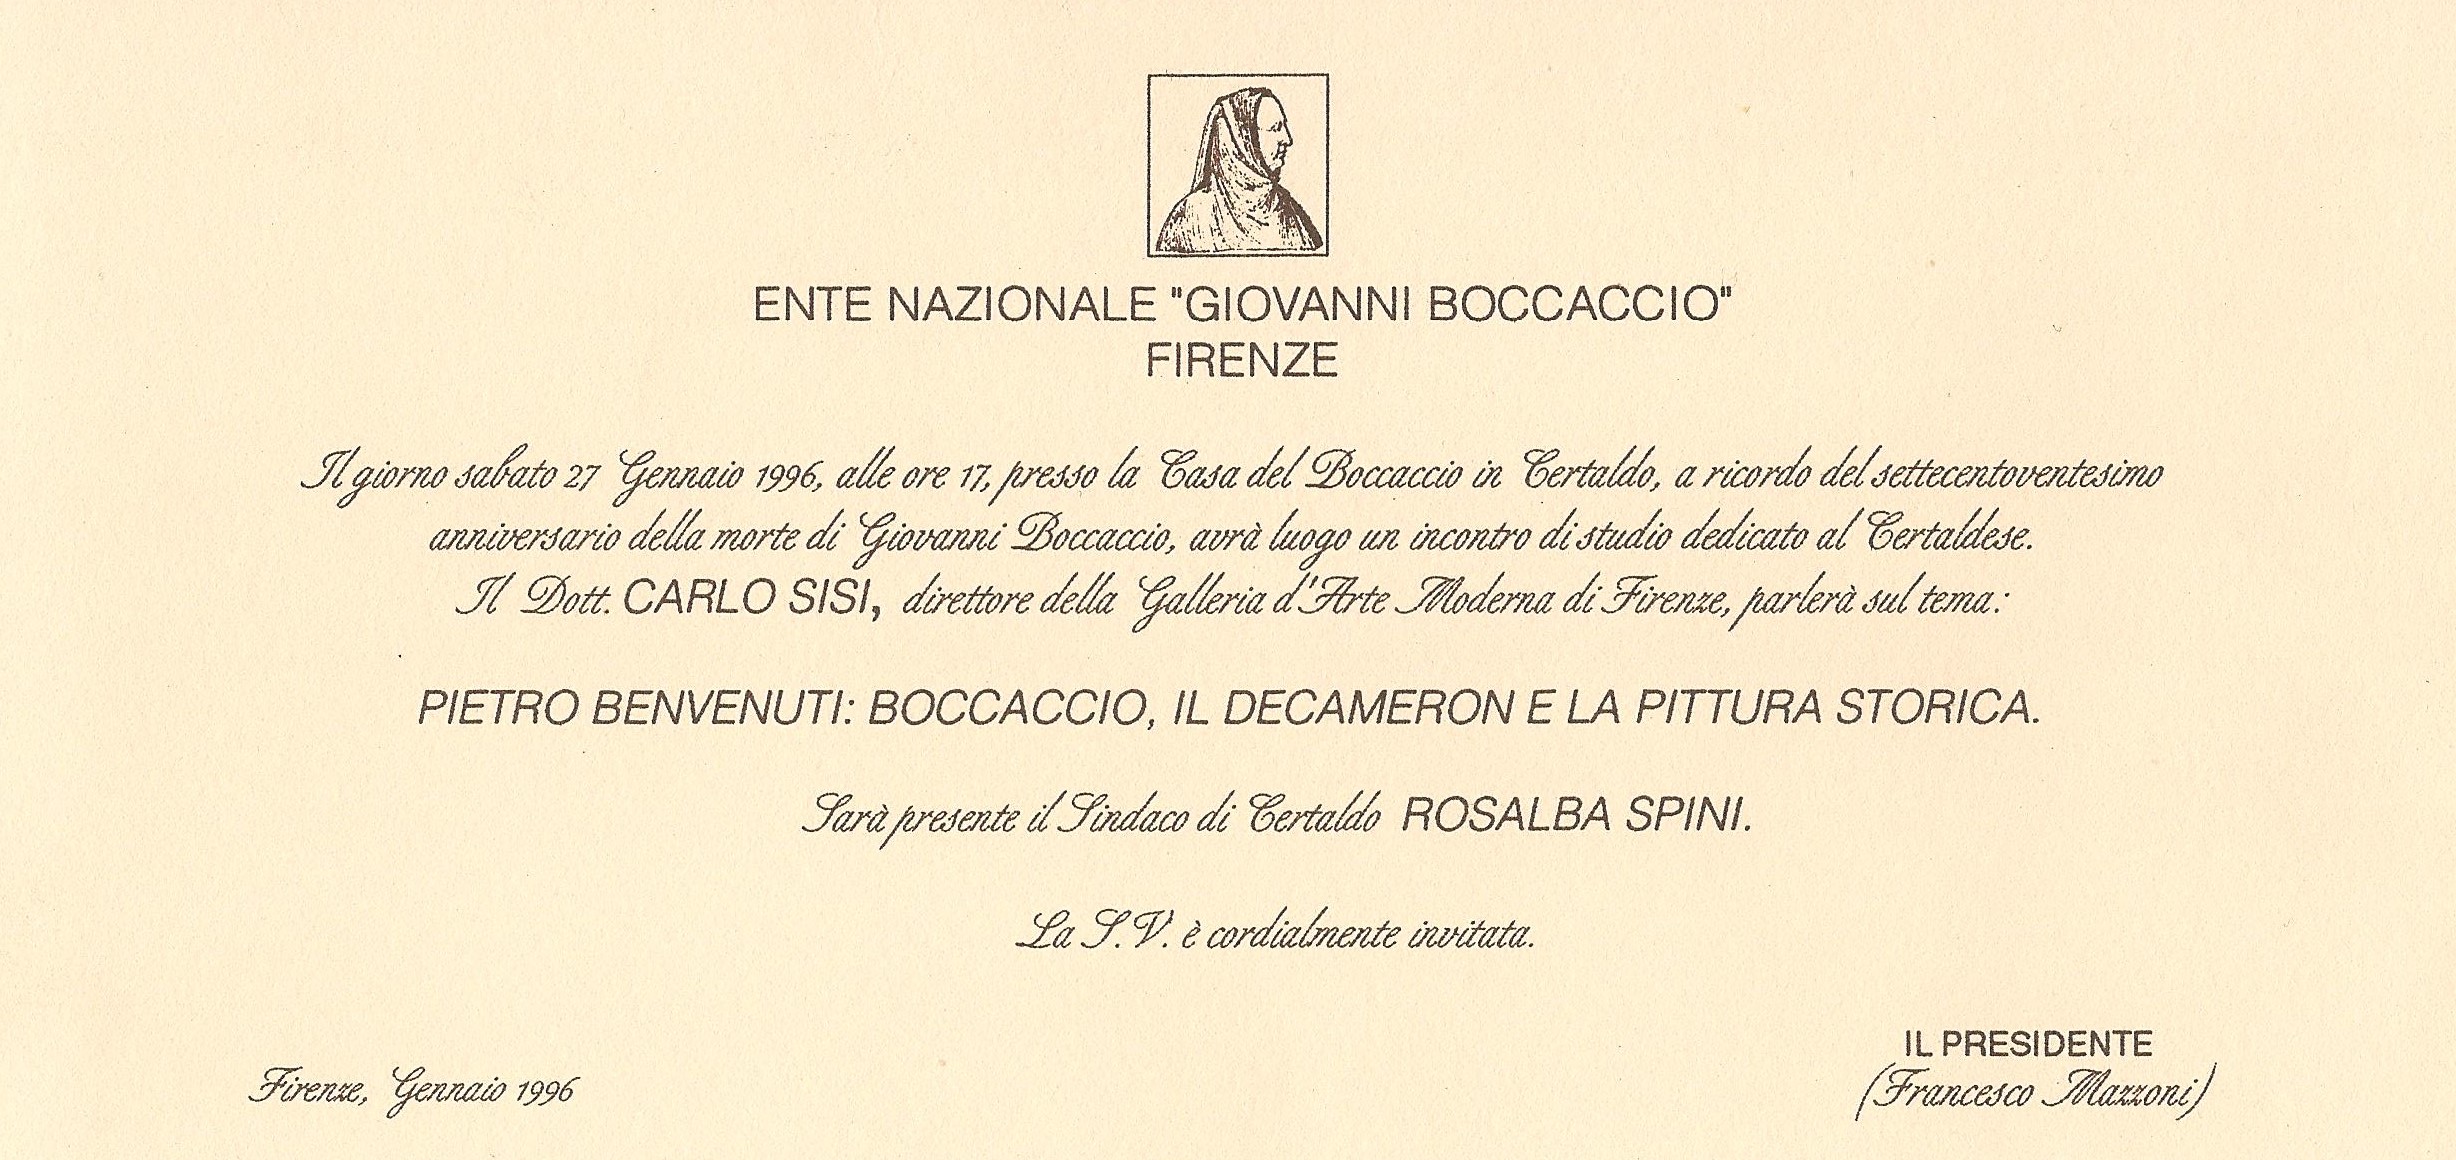 ENTE NAZIONALE "GIOVANNI BOCCACCIO"
FIRENZE
Il giorno sabato 27 Gennaio 1996, alle ore 17, presso la Casa del Boccaccio in Certaldo, a ricordo del settecentoventesimo
anniversario della morte di Giovanni Boccaccio, avrà luogo un incontro di studio dedicato al Certaldese.
Il Dott. CARLO SISI, direttore della Galleria d'Arte Moderna di Firenze, parlerà sul tema:
PIETRO BENVENUTI: BOCCACCIO, IL DECAMERON E LA PITTURA STORICA.
Sarà presente il Sindaco di Certaldo ROSALBA SPINI.
La S.V. è cordialmente invitata.
IL PRESIDENTE
Firenze, Gennaio 1996
(Francesco Mazzoni)